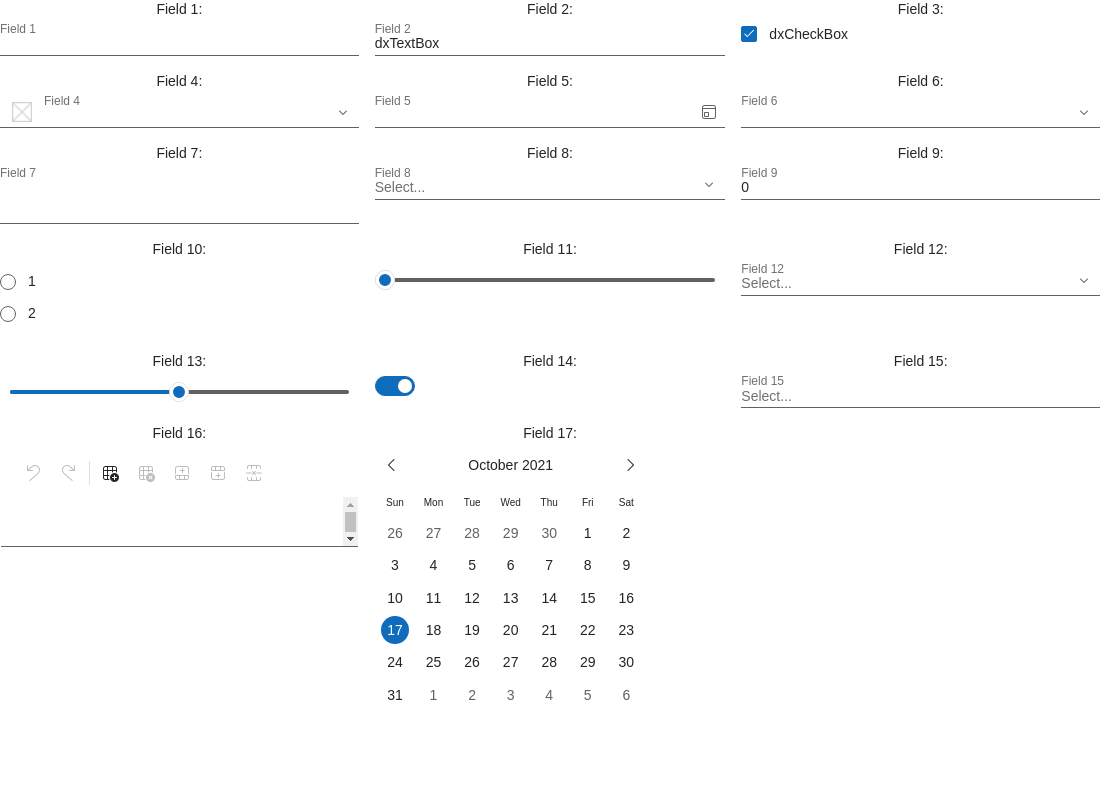 Field 1: Field 2: Field 3:
Field 1 Field 2
dxTextBox dxCheckBox
Field 4: Field 5: Field 6:
Field 4 Field 5 Field 6
Field 7: Field 8: Field 9:
Field 7 Field 8 Field 9
Select... 0
Field 10: Field 11: Field 12:
Field 12
1 Select...
2
Field 13: Field 14: Field 15:
Field 15
Select...
Field 16: Field 17:
October 2021
Sun Mon Tue Wed Thu Fri Sat
26 27 28 29 30 1 2
3 4 5 6 7 8 9
10 11 12 13 14 15 16
17 18 19 20 21 22 23
24 25 26 27 28 29 30
31 1 2 3 4 5 6